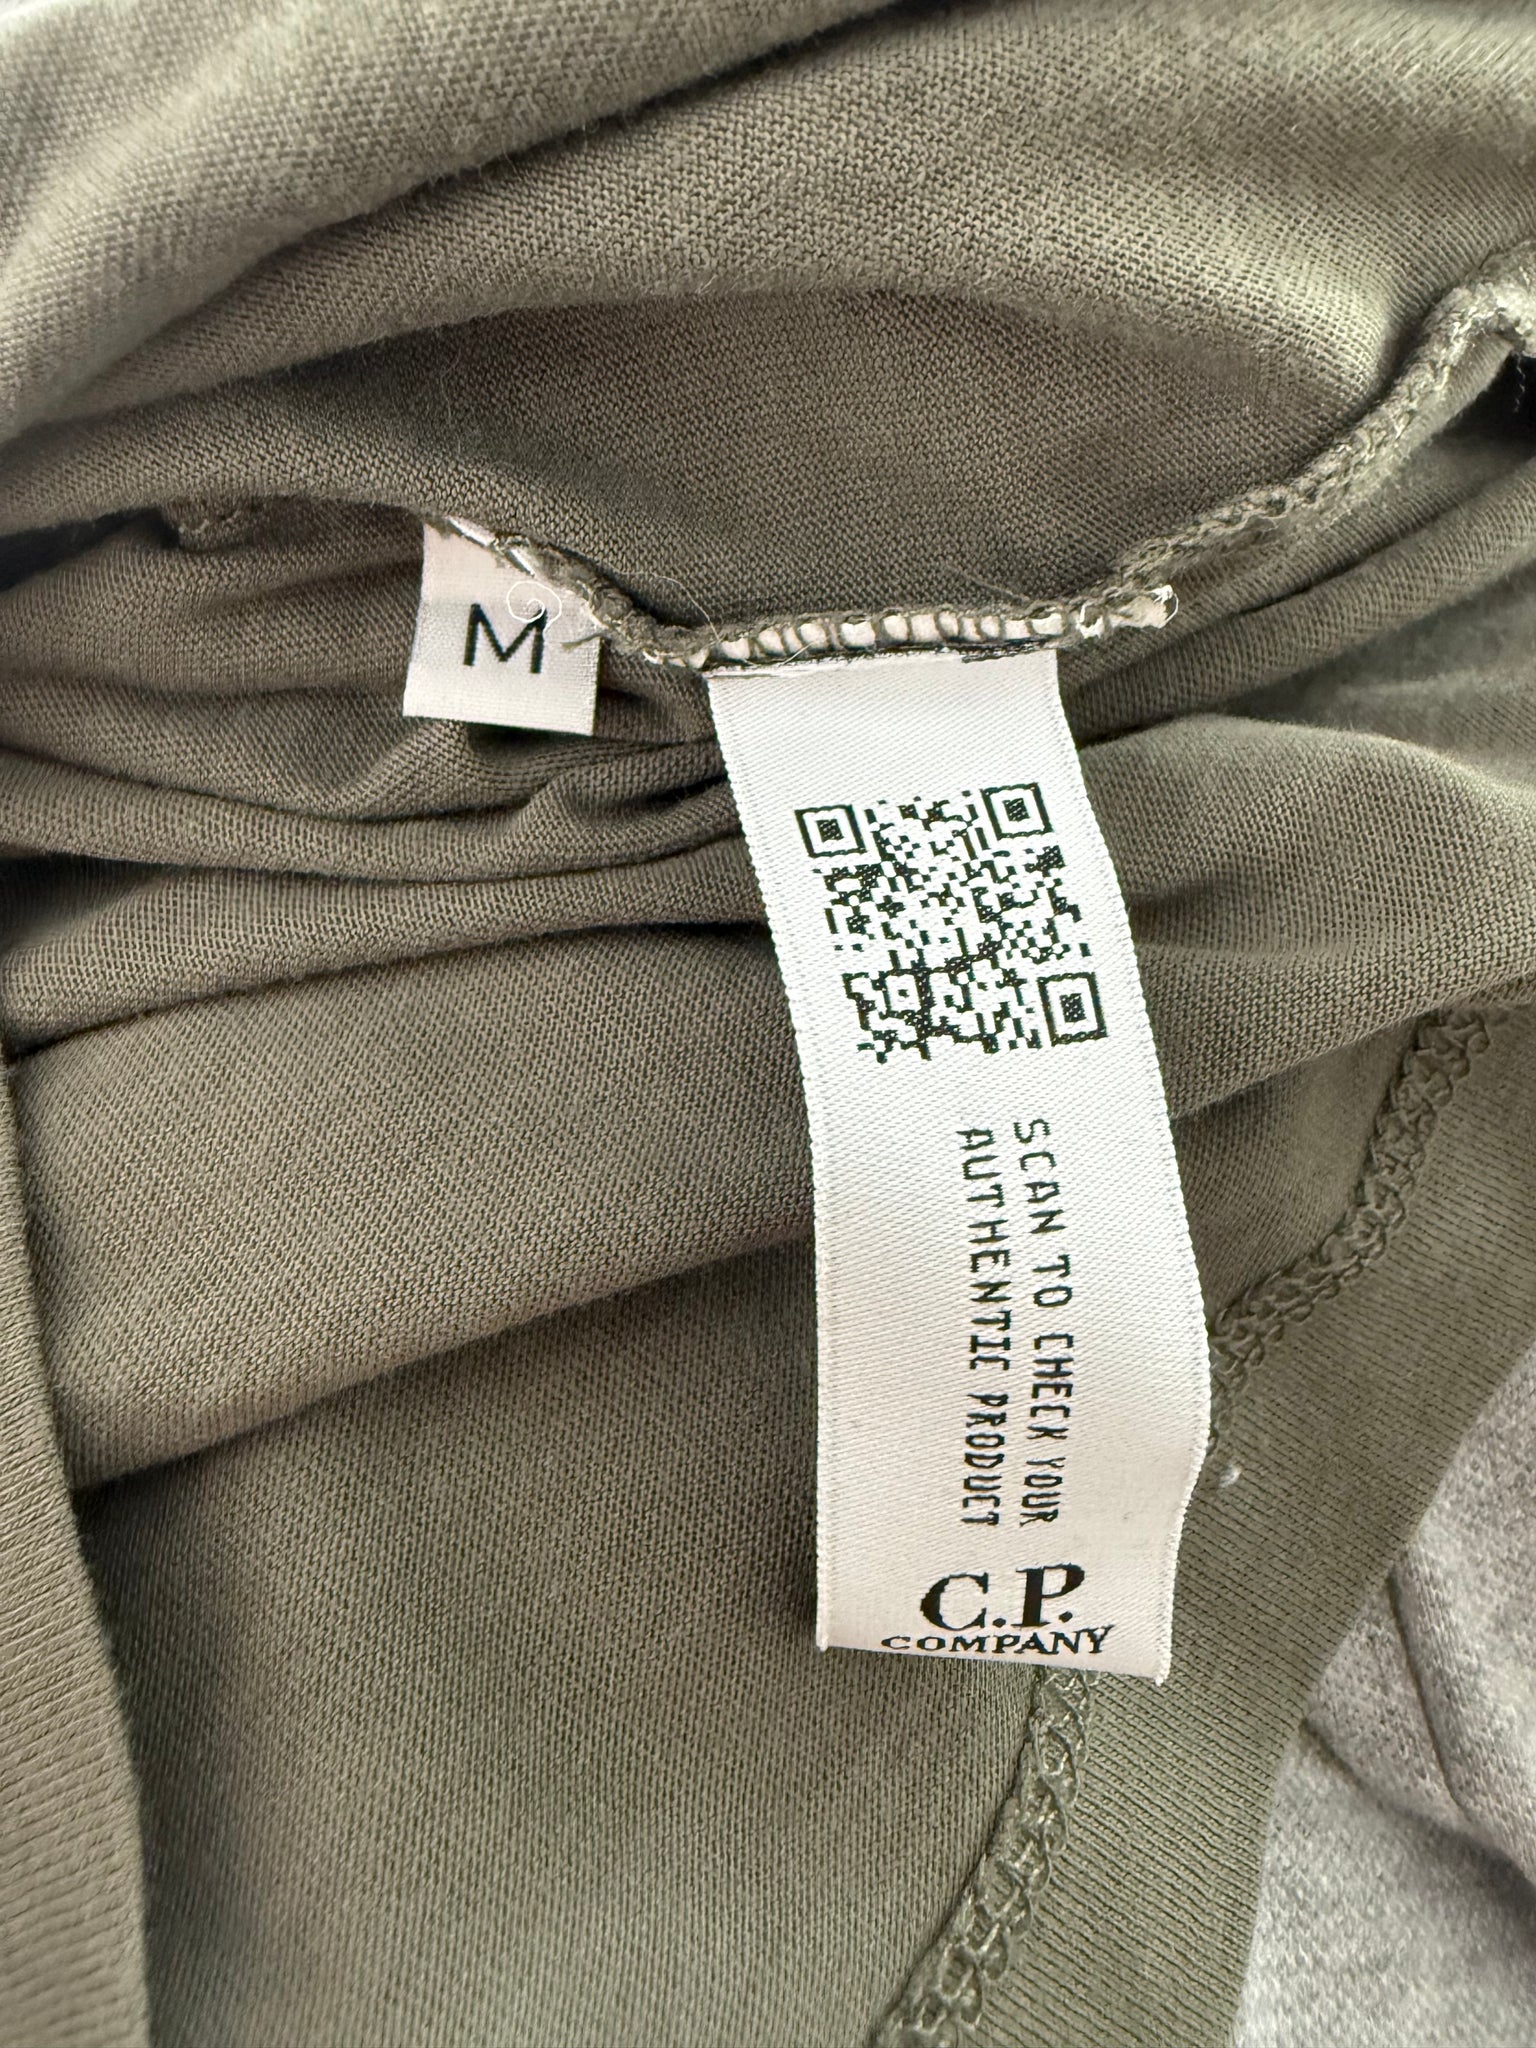 M
SCAN TO CHECK YOUR
AUTHENTIC PRODUCT
C.P.
COMPANY